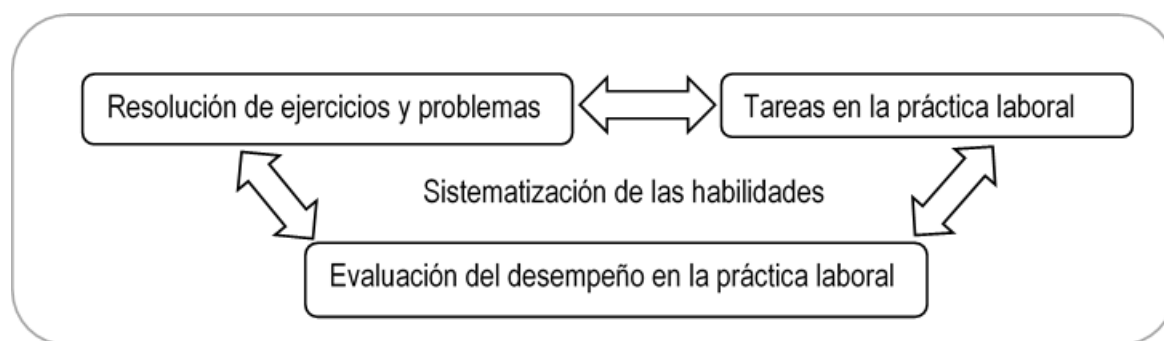 Resolución de ejercicios y problemas
Tareas en la práctica laboral
Sistematización de las habilidades
Evaluación del desempeño en la práctica laboral